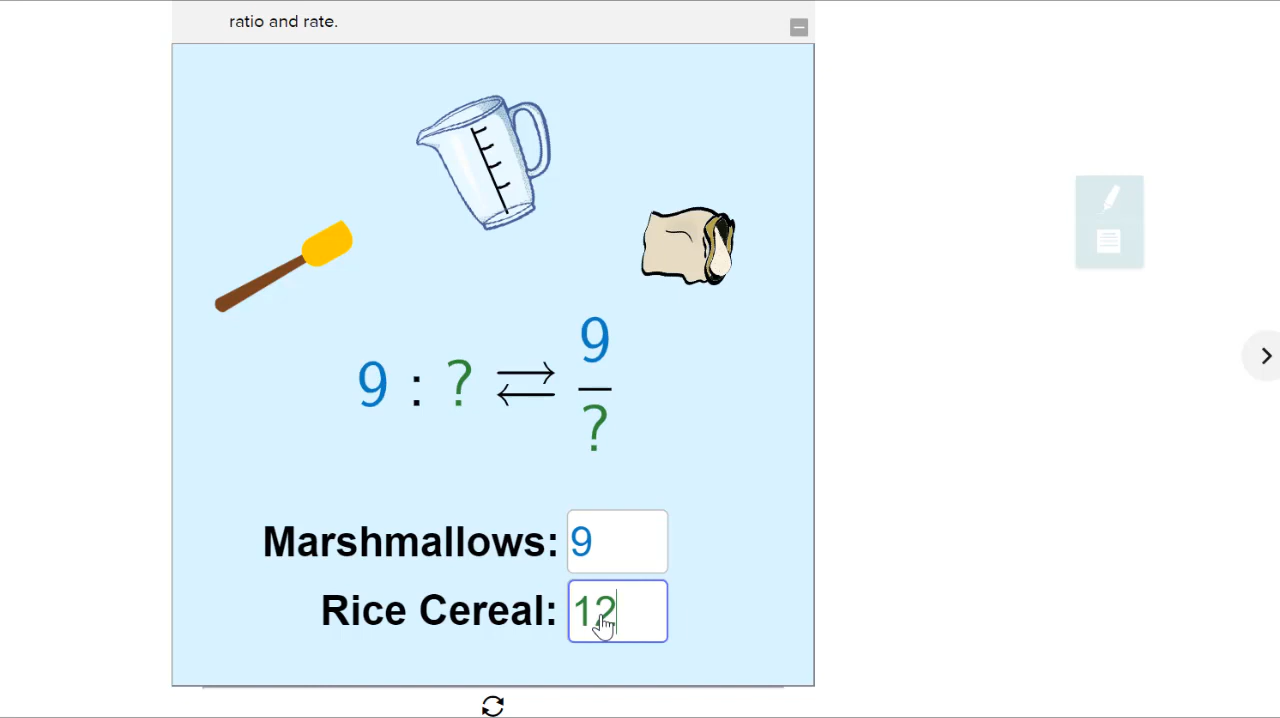 ratio and rate.
9 : ? ⇄ 9/?
Marshmallows: 9
Rice Cereal: 12